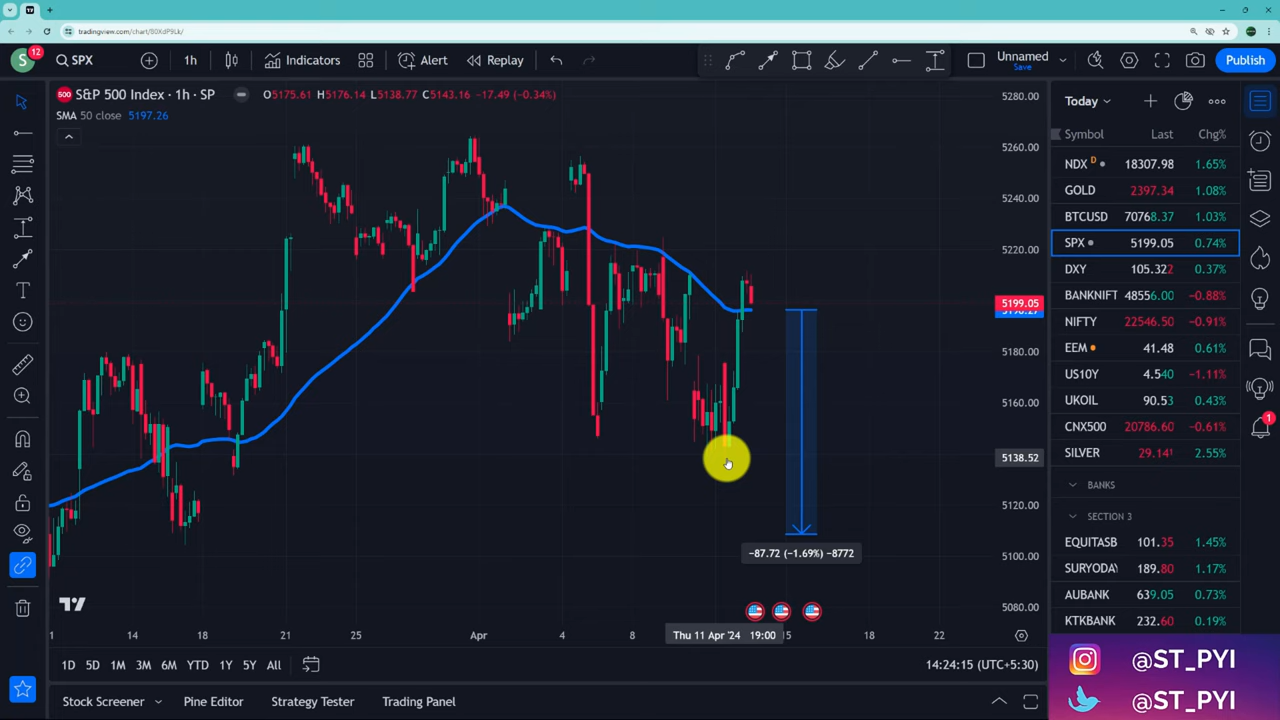 tradingview.com/chart/80XdP9Lk/
S 12 SPX 1h Indicators Alert Replay Unnamed Save Publish
500 S&P 500 Index · 1h · SP O5175.61 H5176.14 L5138.77 C5143.16 −17.49 (−0.34%)
SMA 50 close 5197.26
5280.00
5260.00
5240.00
5220.00
5199.05
5180.00
5160.00
5138.52
5120.00
5100.00
5080.00
−87.72 (−1.69%) −8772
1 14 18 21 25 Apr 4 8 Thu 11 Apr '24 19:00 15 18 22
1D 5D 1M 3M 6M YTD 1Y 5Y All 14:24:15 (UTC+5:30)
Stock Screener Pine Editor Strategy Tester Trading Panel
Today
Symbol Last Chg%
NDX D 18307.98 1.65%
GOLD 2397.34 1.08%
BTCUSD 70768.37 1.03%
SPX 5199.05 0.74%
DXY 105.322 0.37%
BANKNIFT 48556.00 −0.88%
NIFTY 22546.50 −0.91%
EEM 41.48 0.61%
US10Y 4.540 −1.11%
UKOIL 90.53 0.43%
CNX500 20786.60 −0.61%
SILVER 29.141 2.55%
BANKS
SECTION 3
EQUITASB 101.35 1.45%
SURYODA 189.80 1.17%
AUBANK 639.05 0.73%
KTKBANK 232.60 0.19%
1
@ST_PYI
@ST_PYI